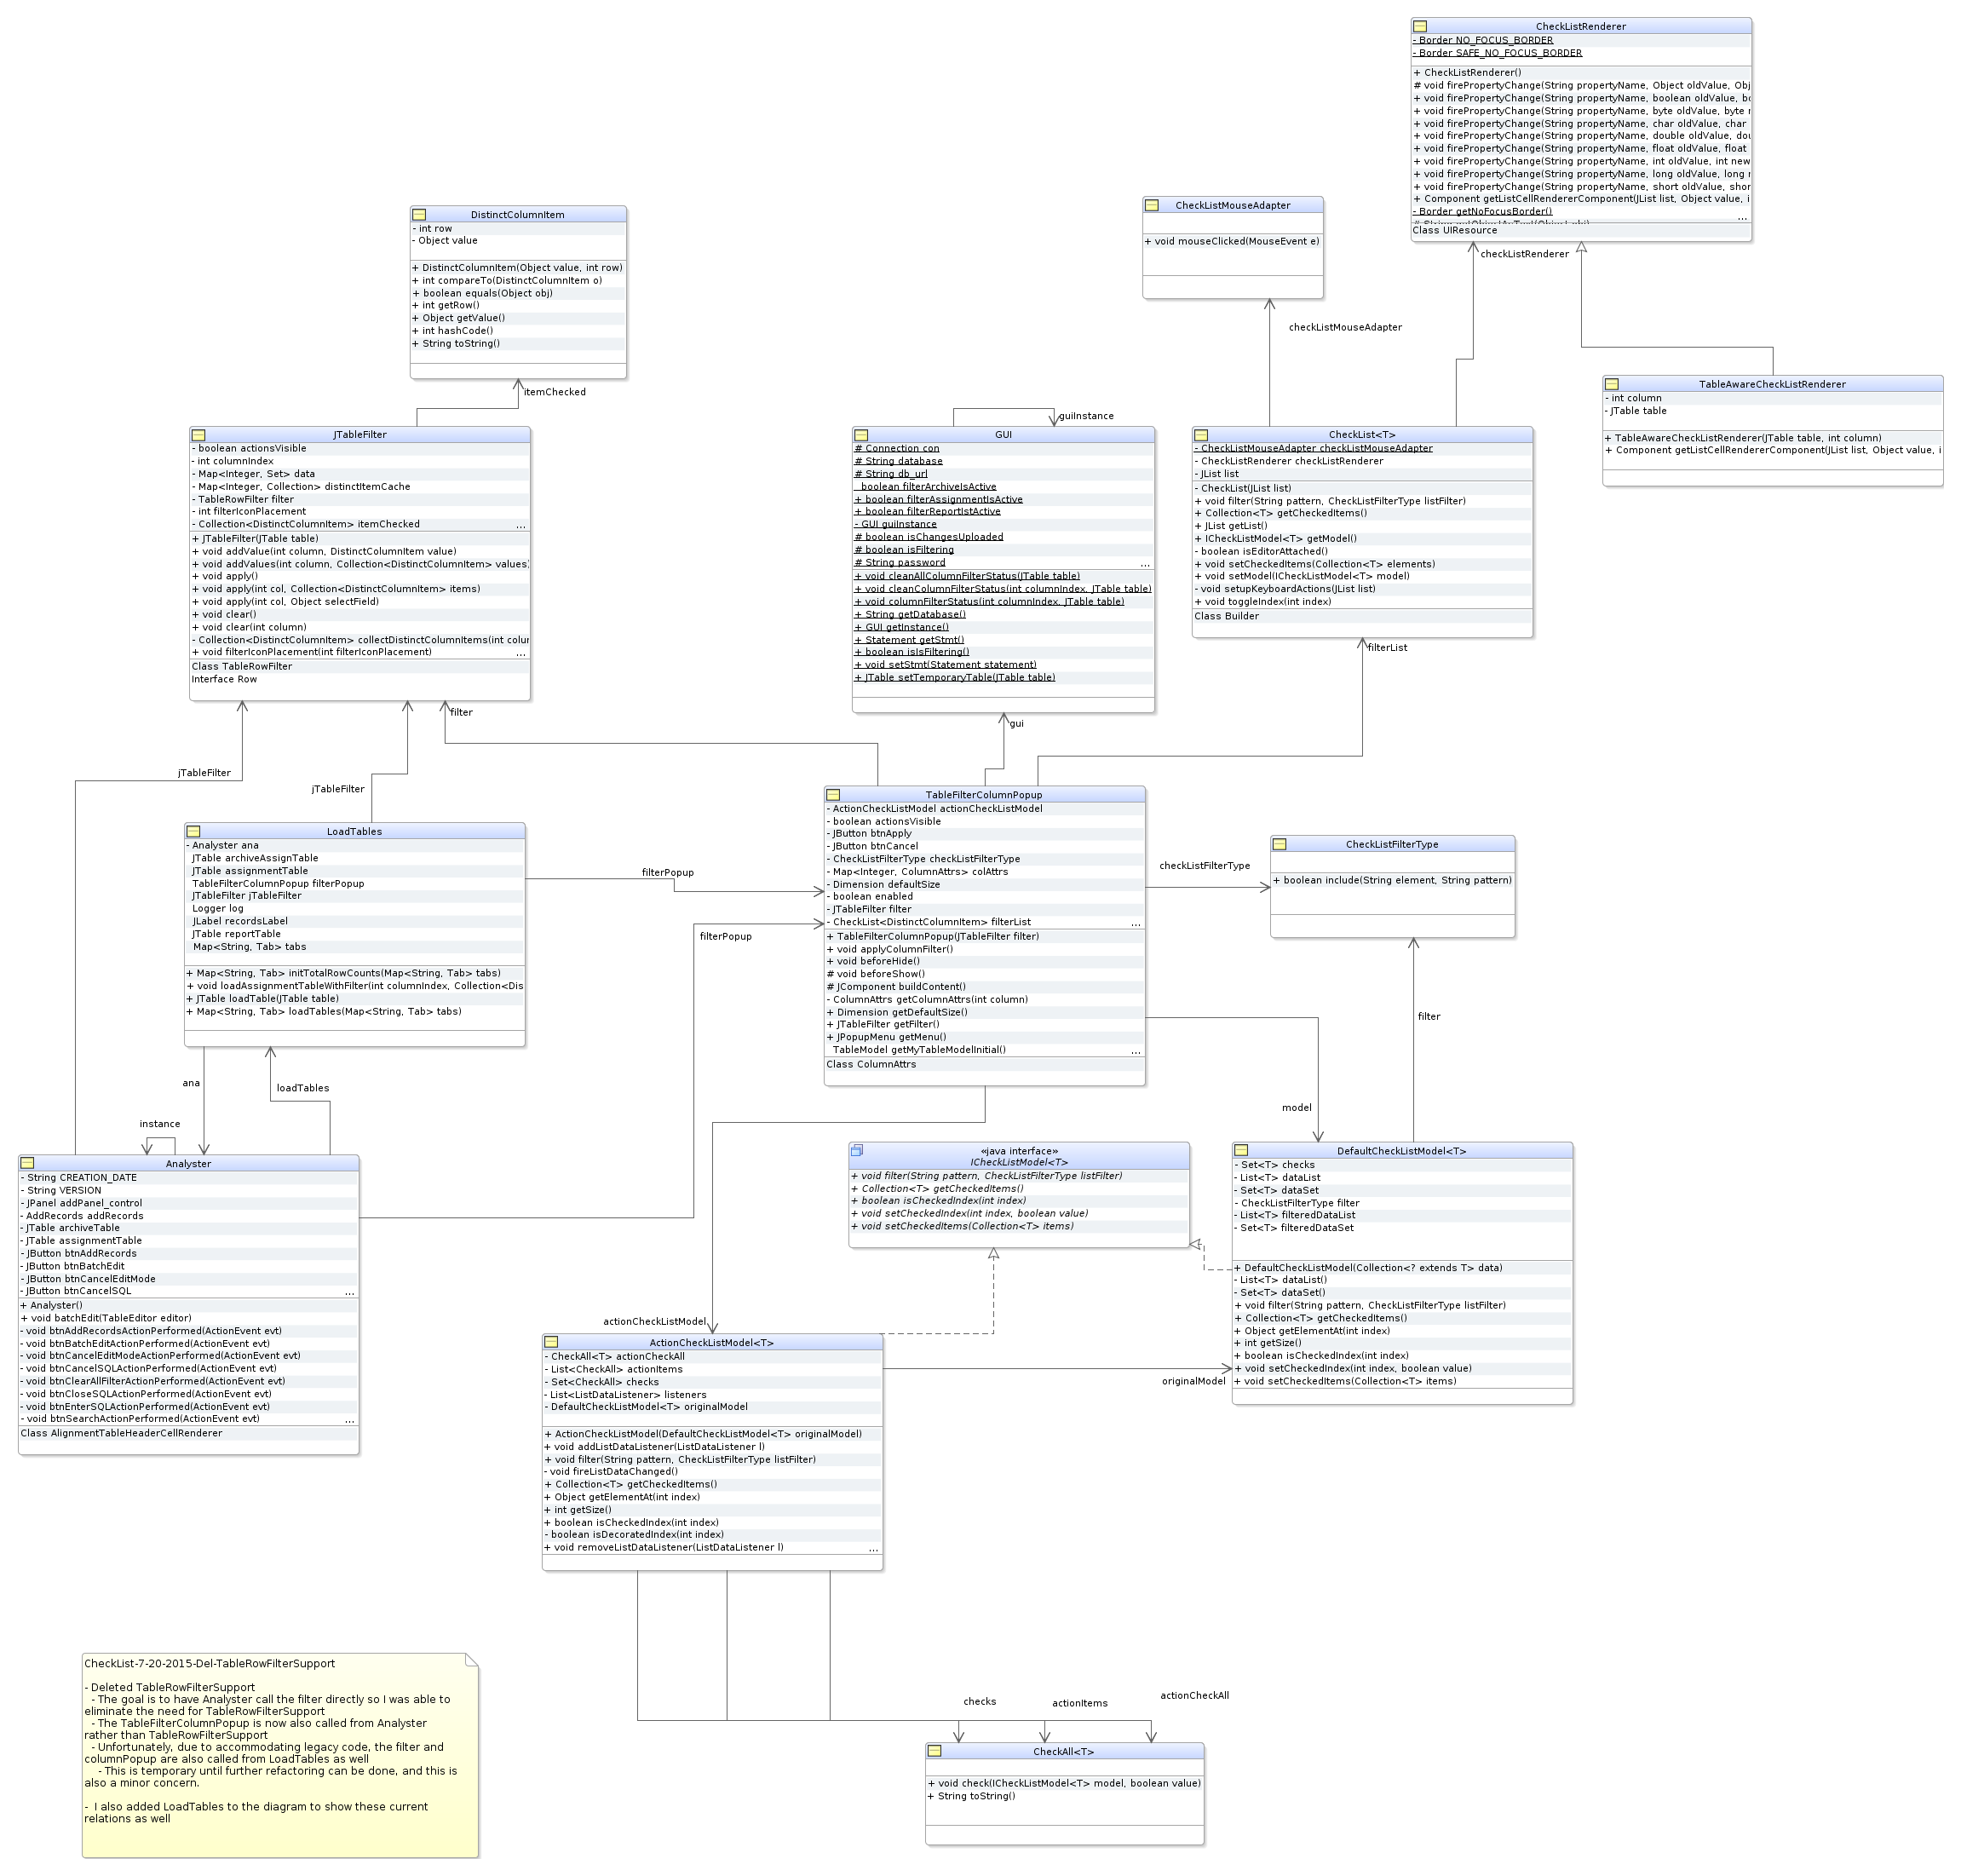 CheckListRenderer
- Border NO_FOCUS_BORDER
- Border SAFE_NO_FOCUS_BORDER
+ CheckListRenderer()
# void firePropertyChange(String propertyName, Object oldValue, Obj
+ void firePropertyChange(String propertyName, boolean oldValue, bo
+ void firePropertyChange(String propertyName, byte oldValue, byte
+ void firePropertyChange(String propertyName, char oldValue, char
+ void firePropertyChange(String propertyName, double oldValue, dou
+ void firePropertyChange(String propertyName, float oldValue, float
+ void firePropertyChange(String propertyName, int oldValue, int new
+ void firePropertyChange(String propertyName, long oldValue, long
+ void firePropertyChange(String propertyName, short oldValue, shor
+ Component getListCellRendererComponent(JList list, Object value, i
- Border getNoFocusBorder()
...
Class UIResource
checkListRenderer
CheckListMouseAdapter
+ void mouseClicked(MouseEvent e)
checkListMouseAdapter
DistinctColumnItem
- int row
- Object value
+ DistinctColumnItem(Object value, int row)
+ int compareTo(DistinctColumnItem o)
+ boolean equals(Object obj)
+ int getRow()
+ Object getValue()
+ int hashCode()
+ String toString()
itemChecked
TableAwareCheckListRenderer
- int column
- JTable table
+ TableAwareCheckListRenderer(JTable table, int column)
+ Component getListCellRendererComponent(JList list, Object value, i
JTableFilter
- boolean actionsVisible
- int columnIndex
- Map<Integer, Set> data
- Map<Integer, Collection> distinctItemCache
- TableRowFilter filter
- int filterIconPlacement
- Collection<DistinctColumnItem> itemChecked ...
+ JTableFilter(JTable table)
+ void addValue(int column, DistinctColumnItem value)
+ void addValues(int column, Collection<DistinctColumnItem> values)
+ void apply()
+ void apply(int col, Collection<DistinctColumnItem> items)
+ void apply(int col, Object selectField)
+ void clear()
+ void clear(int column)
- Collection<DistinctColumnItem> collectDistinctColumnItems(int colur
+ void filterIconPlacement(int filterIconPlacement) ...
Class TableRowFilter
Interface Row
guiInstance
GUI
# Connection con
# String database
# String db_url
boolean filterArchiveIsActive
+ boolean filterAssignmentIsActive
+ boolean filterReportIstActive
- GUI guiInstance
# boolean isChangesUploaded
# boolean isFiltering
# String password ...
+ void cleanAllColumnFilterStatus(JTable table)
+ void cleanColumnFilterStatus(int columnIndex, JTable table)
+ void columnFilterStatus(int columnIndex, JTable table)
+ String getDatabase()
+ GUI getInstance()
+ Statement getStmt()
+ boolean isIsFiltering()
+ void setStmt(Statement statement)
+ JTable setTemporaryTable(JTable table)
CheckList<T>
- CheckListMouseAdapter checkListMouseAdapter
- CheckListRenderer checkListRenderer
- JList list
- CheckList(JList list)
+ void filter(String pattern, CheckListFilterType listFilter)
+ Collection<T> getCheckedItems()
+ JList getList()
+ ICheckListModel<T> getModel()
- boolean isEditorAttached()
+ void setCheckedItems(Collection<T> elements)
+ void setModel(ICheckListModel<T> model)
- void setupKeyboardActions(JList list)
+ void toggleIndex(int index)
Class Builder
filterList
filter
gui
jTableFilter
jTableFilter
LoadTables
- Analyster ana
JTable archiveAssignTable
JTable assignmentTable
TableFilterColumnPopup filterPopup
JTableFilter jTableFilter
Logger log
JLabel recordsLabel
JTable reportTable
Map<String, Tab> tabs
+ Map<String, Tab> initTotalRowCounts(Map<String, Tab> tabs)
+ void loadAssignmentTableWithFilter(int columnIndex, Collection<Dis
+ JTable loadTable(JTable table)
+ Map<String, Tab> loadTables(Map<String, Tab> tabs)
filterPopup
filterPopup
TableFilterColumnPopup
- ActionCheckListModel actionCheckListModel
- boolean actionsVisible
- JButton btnApply
- JButton btnCancel
- CheckListFilterType checkListFilterType
- Map<Integer, ColumnAttrs> colAttrs
- Dimension defaultSize
- boolean enabled
- JTableFilter filter
- CheckList<DistinctColumnItem> filterList ...
+ TableFilterColumnPopup(JTableFilter filter)
+ void applyColumnFilter()
+ void beforeHide()
# void beforeShow()
# JComponent buildContent()
- ColumnAttrs getColumnAttrs(int column)
+ Dimension getDefaultSize()
+ JTableFilter getFilter()
+ JPopupMenu getMenu()
TableModel getMyTableModelInitial() ...
Class ColumnAttrs
checkListFilterType
CheckListFilterType
+ boolean include(String element, String pattern)
filter
model
ana
loadTables
instance
Analyster
- String CREATION_DATE
- String VERSION
- JPanel addPanel_control
- AddRecords addRecords
- JTable archiveTable
- JTable assignmentTable
- JButton btnAddRecords
- JButton btnBatchEdit
- JButton btnCancelEditMode
- JButton btnCancelSQL ...
+ Analyster()
+ void batchEdit(TableEditor editor)
- void btnAddRecordsActionPerformed(ActionEvent evt)
- void btnBatchEditActionPerformed(ActionEvent evt)
- void btnCancelEditModeActionPerformed(ActionEvent evt)
- void btnCancelSQLActionPerformed(ActionEvent evt)
- void btnClearAllFilterActionPerformed(ActionEvent evt)
- void btnCloseSQLActionPerformed(ActionEvent evt)
- void btnEnterSQLActionPerformed(ActionEvent evt)
- void btnSearchActionPerformed(ActionEvent evt) ...
Class AlignmentTableHeaderCellRenderer
«java interface»
ICheckListModel<T>
+ void filter(String pattern, CheckListFilterType listFilter)
+ Collection<T> getCheckedItems()
+ boolean isCheckedIndex(int index)
+ void setCheckedIndex(int index, boolean value)
+ void setCheckedItems(Collection<T> items)
DefaultCheckListModel<T>
- Set<T> checks
- List<T> dataList
- Set<T> dataSet
- CheckListFilterType filter
- List<T> filteredDataList
- Set<T> filteredDataSet
+ DefaultCheckListModel(Collection<? extends T> data)
- List<T> dataList()
- Set<T> dataSet()
+ void filter(String pattern, CheckListFilterType listFilter)
+ Collection<T> getCheckedItems()
+ Object getElementAt(int index)
+ int getSize()
+ boolean isCheckedIndex(int index)
+ void setCheckedIndex(int index, boolean value)
+ void setCheckedItems(Collection<T> items)
actionCheckListModel
originalModel
ActionCheckListModel<T>
- CheckAll<T> actionCheckAll
- List<CheckAll> actionItems
- Set<CheckAll> checks
- List<ListDataListener> listeners
- DefaultCheckListModel<T> originalModel
+ ActionCheckListModel(DefaultCheckListModel<T> originalModel)
+ void addListDataListener(ListDataListener l)
+ void filter(String pattern, CheckListFilterType listFilter)
- void fireListDataChanged()
+ Collection<T> getCheckedItems()
+ Object getElementAt(int index)
+ int getSize()
+ boolean isCheckedIndex(int index)
- boolean isDecoratedIndex(int index)
+ void removeListDataListener(ListDataListener l) ...
CheckList-7-20-2015-Del-TableRowFilterSupport
- Deleted TableRowFilterSupport
- The goal is to have Analyster call the filter directly so I was able to
eliminate the need for TableRowFilterSupport
- The TableFilterColumnPopup is now also called from Analyster
rather than TableRowFilterSupport
- Unfortunately, due to accommodating legacy code, the filter and
columnPopup are also called from LoadTables as well
- This is temporary until further refactoring can be done, and this is
also a minor concern.
- I also added LoadTables to the diagram to show these current
relations as well
checks
actionItems
actionCheckAll
CheckAll<T>
+ void check(ICheckListModel<T> model, boolean value)
+ String toString()